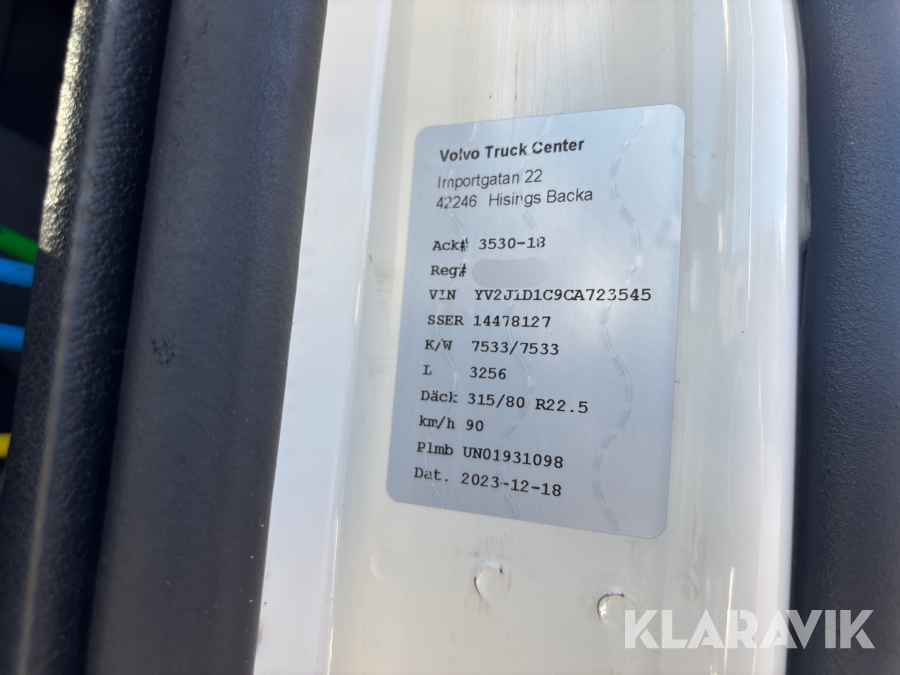 Volvo Truck Center
Importgatan 22
42246 Hisings Backa
Ack# 3530-18
Reg#
VIN YV2J1D1C9CA723545
SSER 14478127
K/W 7533/7533
L 3256
Däck 315/80 R22.5
km/h 90
Plmb UN01931098
Dat. 2023-12-18
KLARAVIK